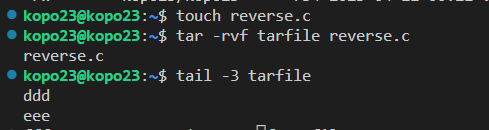 kopo23@kopo23:~$ touch reverse.c
kopo23@kopo23:~$ tar -rvf tarfile reverse.c
reverse.c
kopo23@kopo23:~$ tail -3 tarfile
ddd
eee